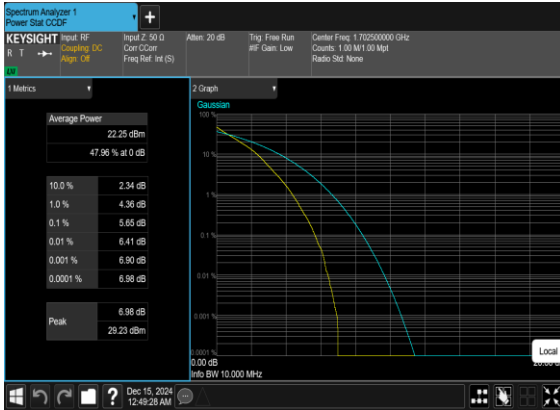 Spectrum Analyzer 1
Power Stat CCDF
KEYSIGHT
R T
LXI
Input: RF
Coupling: DC
Align: Off
Input Z: 50 Ω
Corr CCorr
Freq Ref: Int (S)
Atten: 20 dB
Trig: Free Run
#IF Gain: Low
Center Freq: 1.702500000 GHz
Counts: 1.00 M/1.00 Mpt
Radio Std: None
1 Metrics
Average Power
22.25 dBm
47.96 % at 0 dB
10.0 % 2.34 dB
1.0 % 4.36 dB
0.1 % 5.65 dB
0.01 % 6.41 dB
0.001 % 6.90 dB
0.0001 % 6.98 dB
Peak
6.98 dB
29.23 dBm
2 Graph
Gaussian
100 %
10 %
1 %
0.1 %
0.01 %
0.001 %
0.0001 %
0.00 dB
Info BW 10.000 MHz
Local
?
Dec 15, 2024
12:49:28 AM